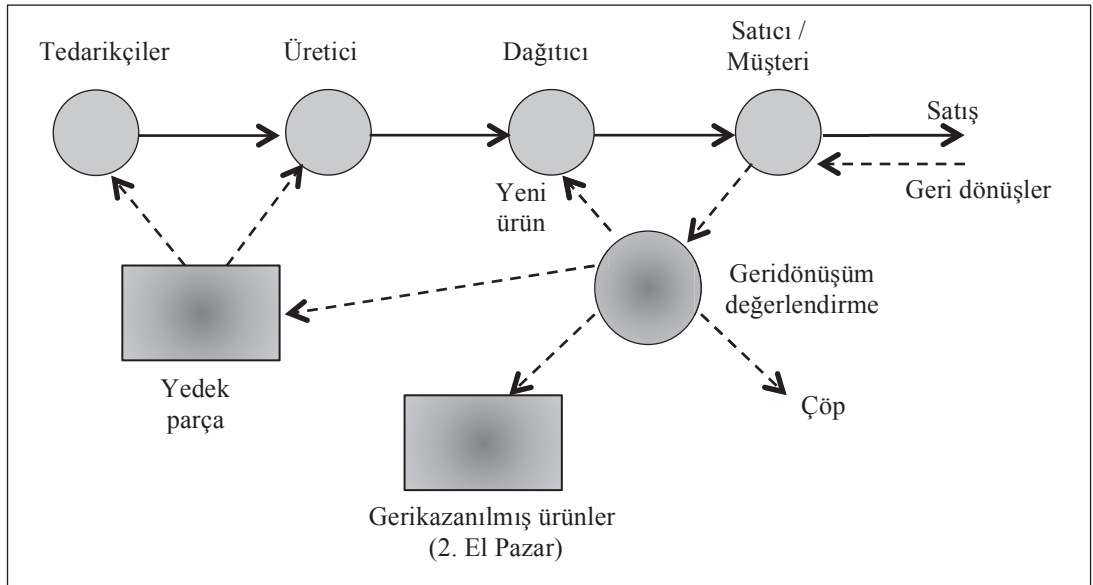 Tedarikçiler
Üretici
Dağıtıcı
Satıcı /
Müşteri
Satış
Geri dönüşler
Yeni
ürün
Geridönüşüm
değerlendirme
Yedek
parça
Çöp
Gerikazanılmış ürünler
(2. El Pazar)